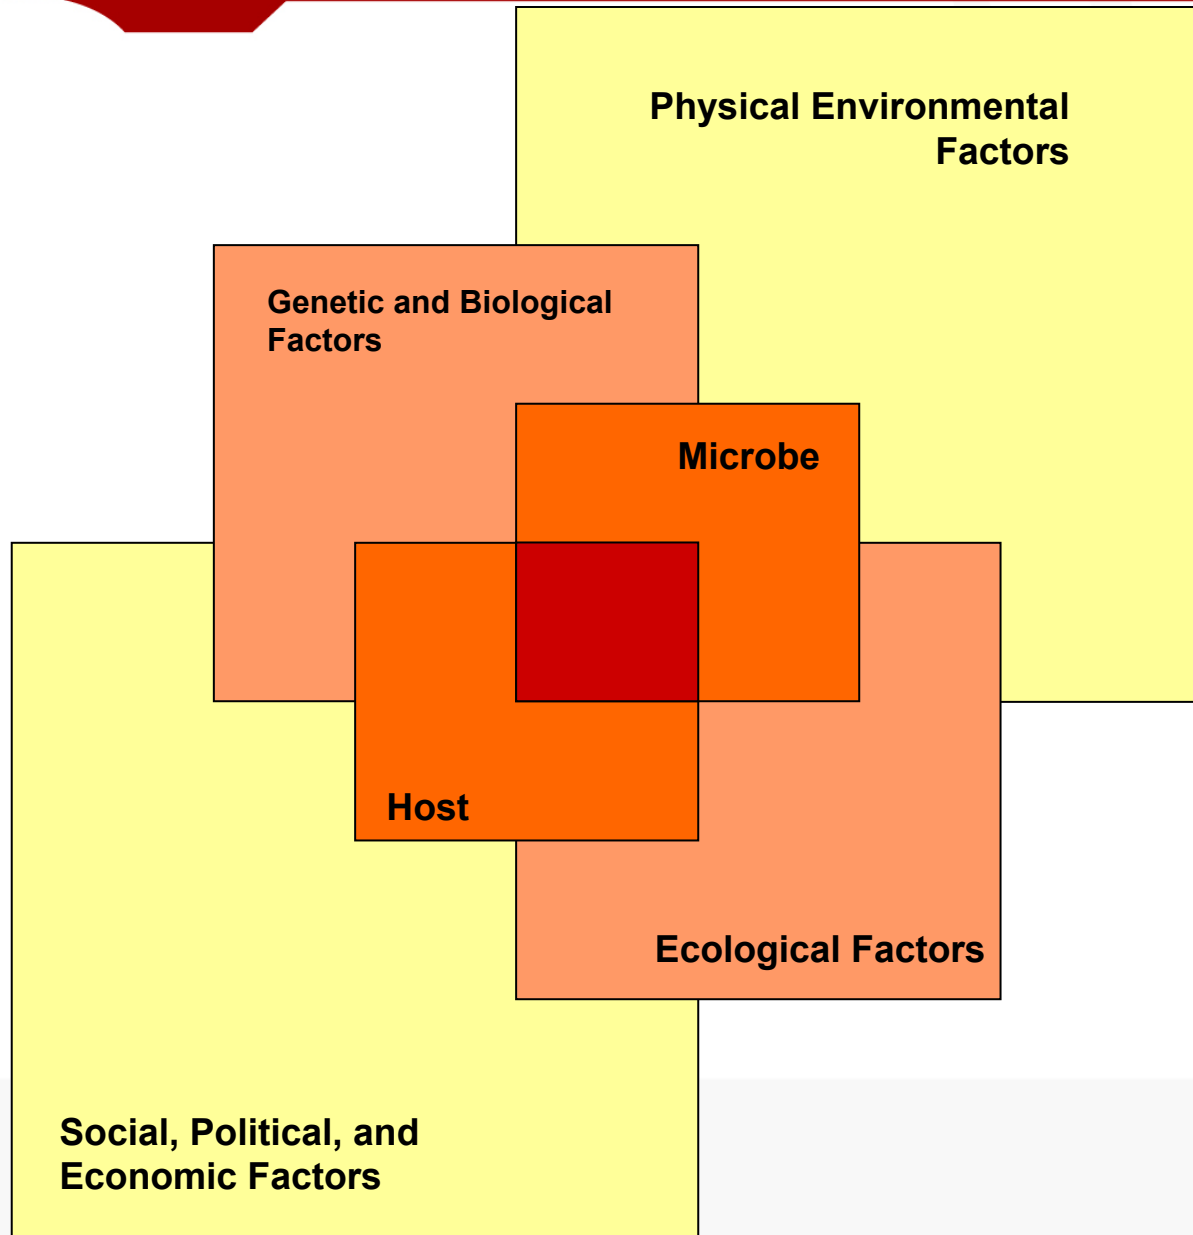 Physical Environmental
Factors
Genetic and Biological
Factors
Microbe
Host
Ecological Factors
Social, Political, and
Economic Factors